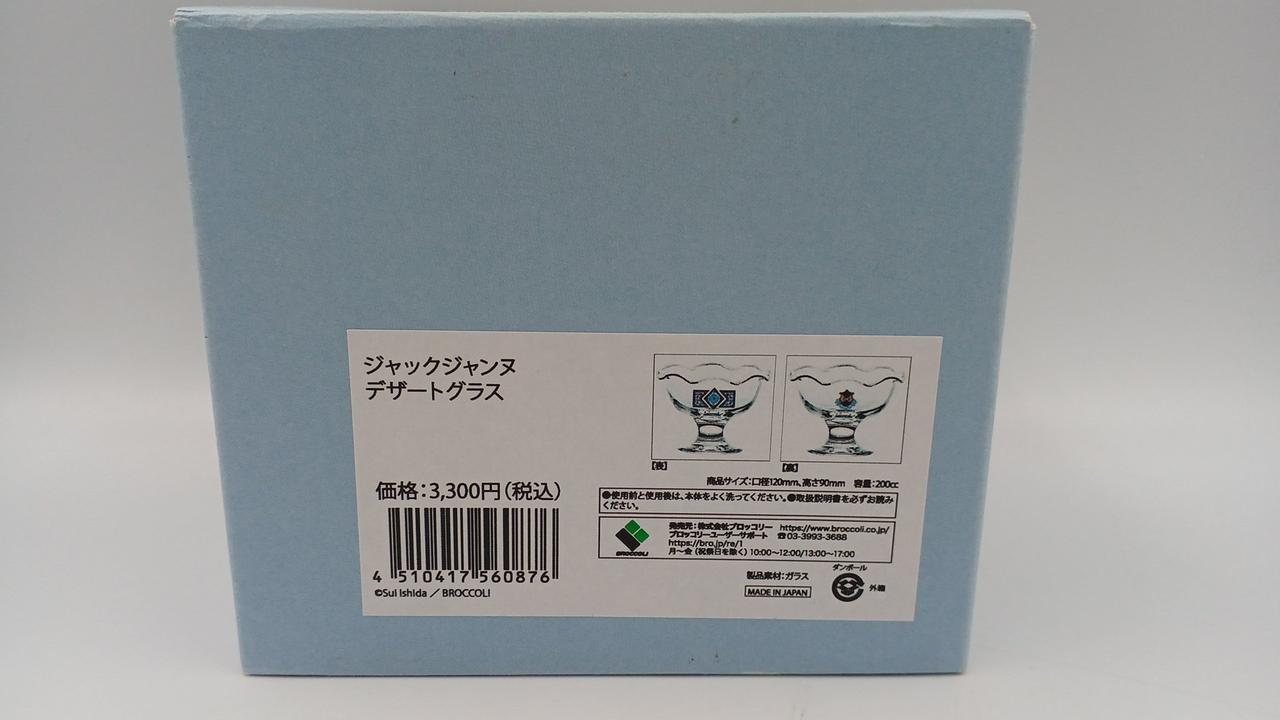 ジャックジャンヌ
デザートグラス
[表]
[裏]
商品サイズ:口径120mm、高さ90mm 容量:200cc
価格:3,300円(税込)
●使用前と使用後は、本体をよく洗ってください。●取扱説明書を必ずお読み
ください。
BROCCOLI
発売元:株式会社ブロッコリー https://www.broccoli.co.jp/
ブロッコリーユーザーサポート ☎03-3993-3688
https://bro.jp/re/1
月〜金(祝祭日を除く)10:00〜12:00/13:00〜17:00
4 510417 560876
©Sui Ishida / BROCCOLI
製品素材:ガラス
MADE IN JAPAN
ダンボール
外箱